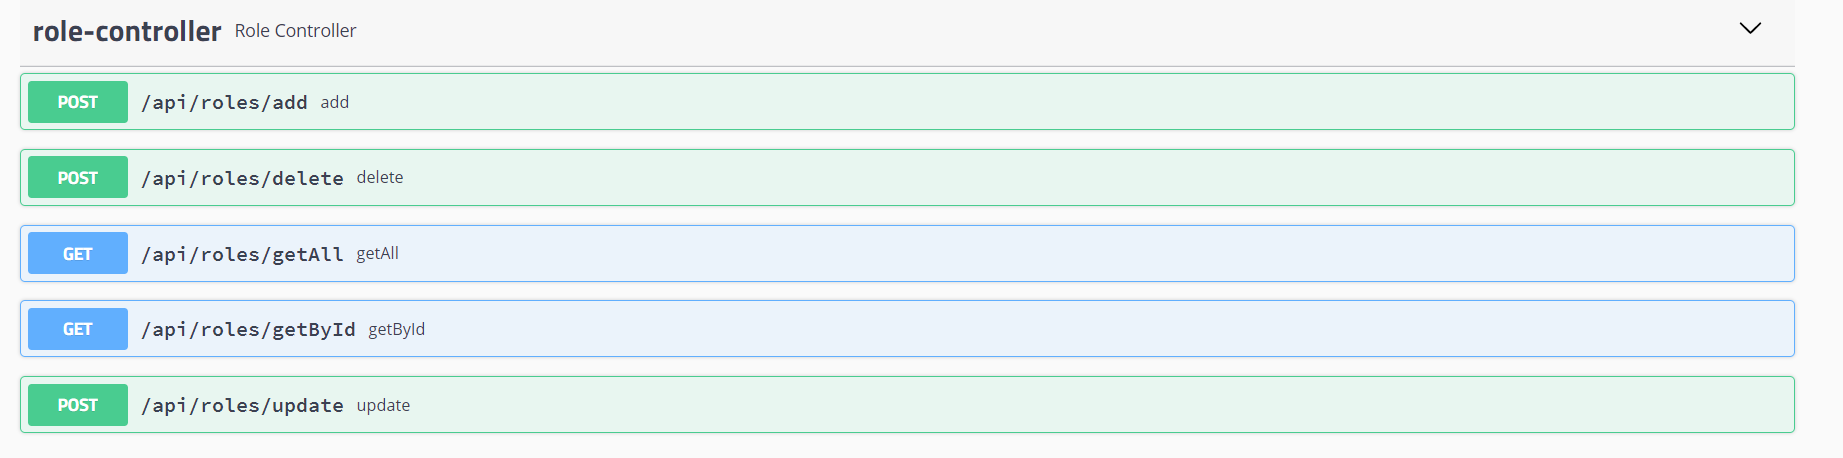 role-controller Role Controller
POST /api/roles/add add
POST /api/roles/delete delete
GET /api/roles/getAll getAll
GET /api/roles/getById getById
POST /api/roles/update update